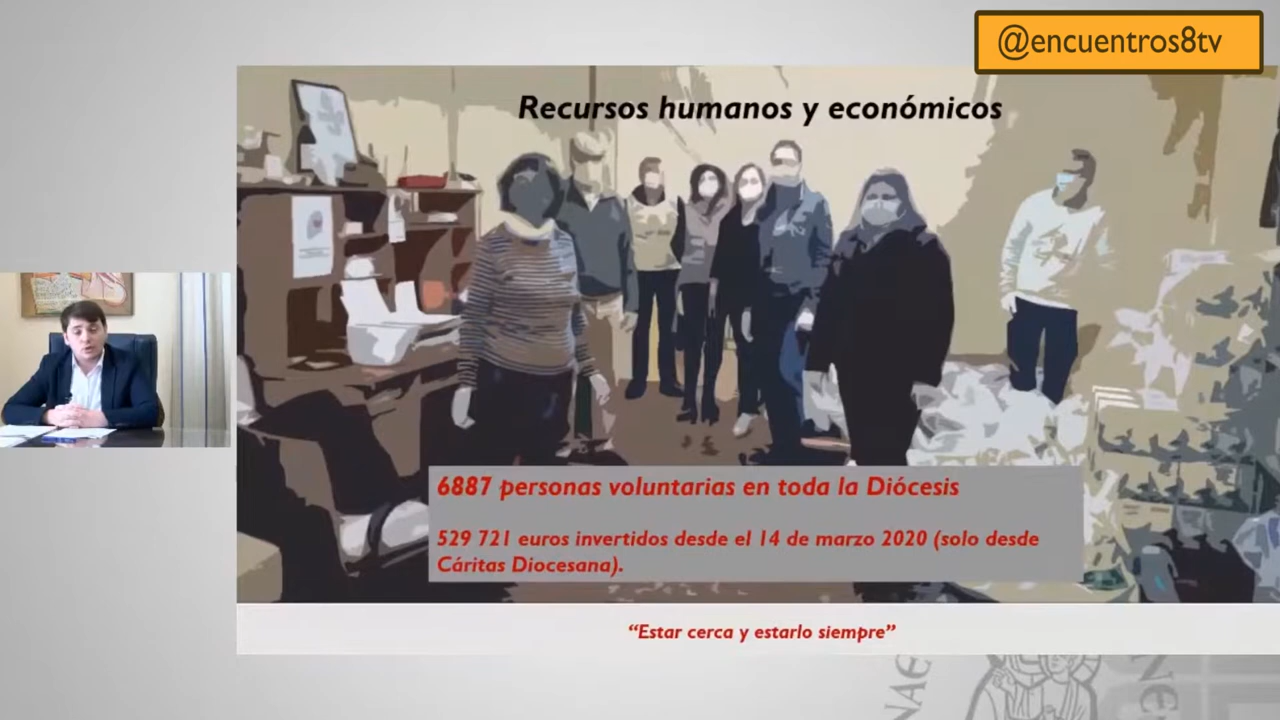 @encuentros8tv
Recursos humanos y económicos
6887 personas voluntarias en toda la Diócesis
529 721 euros invertidos desde el 14 de marzo 2020 (solo desde
Cáritas Diocesana).
“Estar cerca y estarlo siempre”